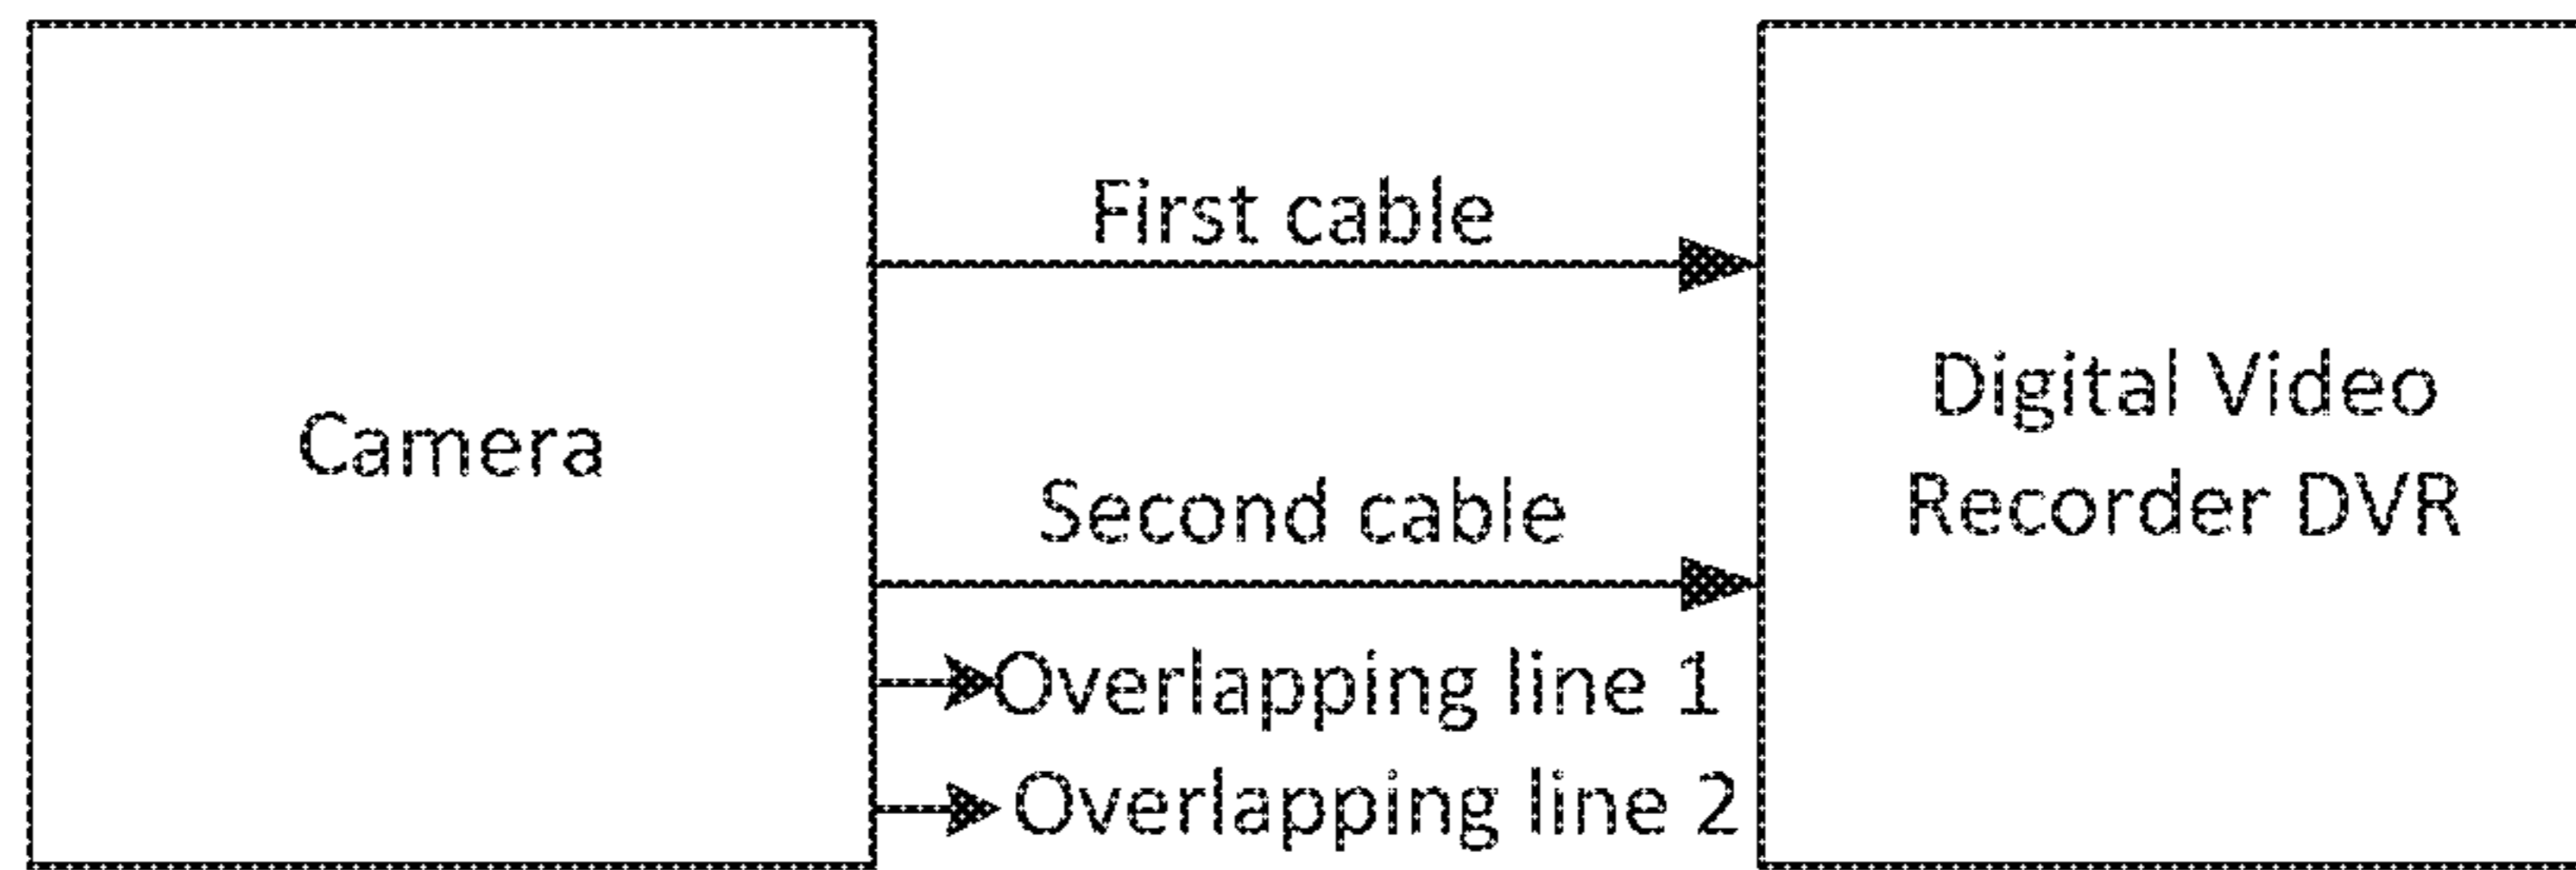 Camera
First cable
Second cable
Overlapping line 1
Overlapping line 2
Digital Video
Recorder DVR